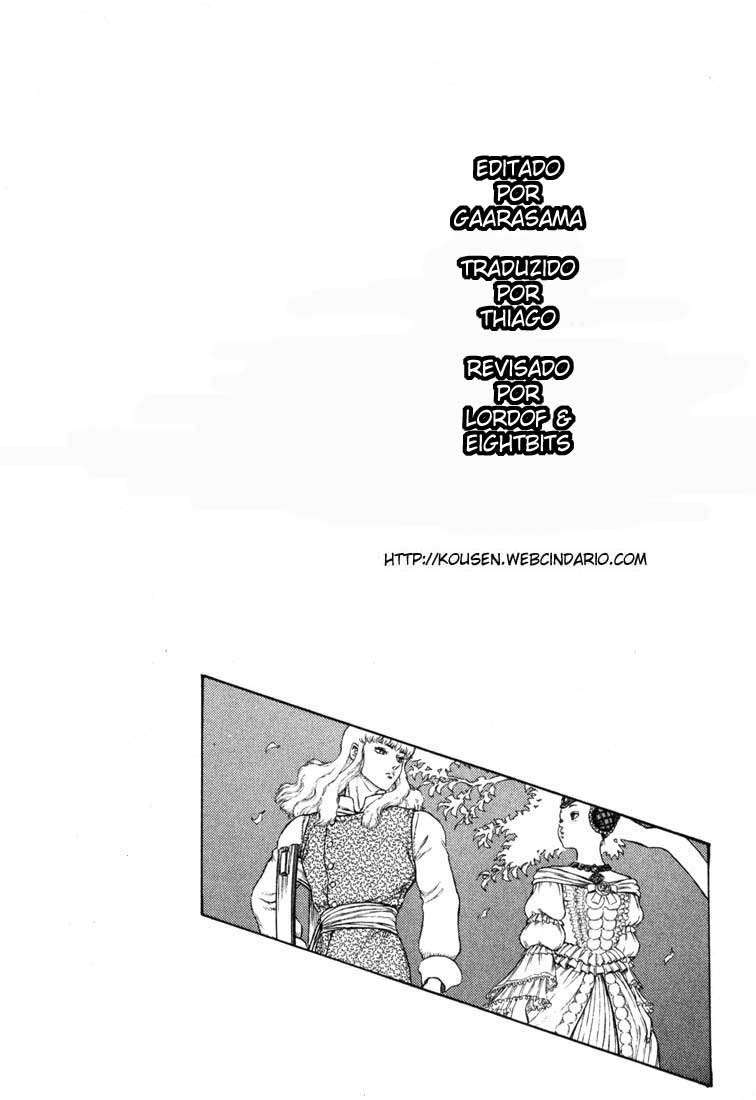 EDITADO
POR
GAARASAMA
TRADUZIDO
POR
THIAGO
REVISADO
POR
LORDOF &
EIGHTBITS
HTTP://KOUSEN.WEBCINDARIO.COM